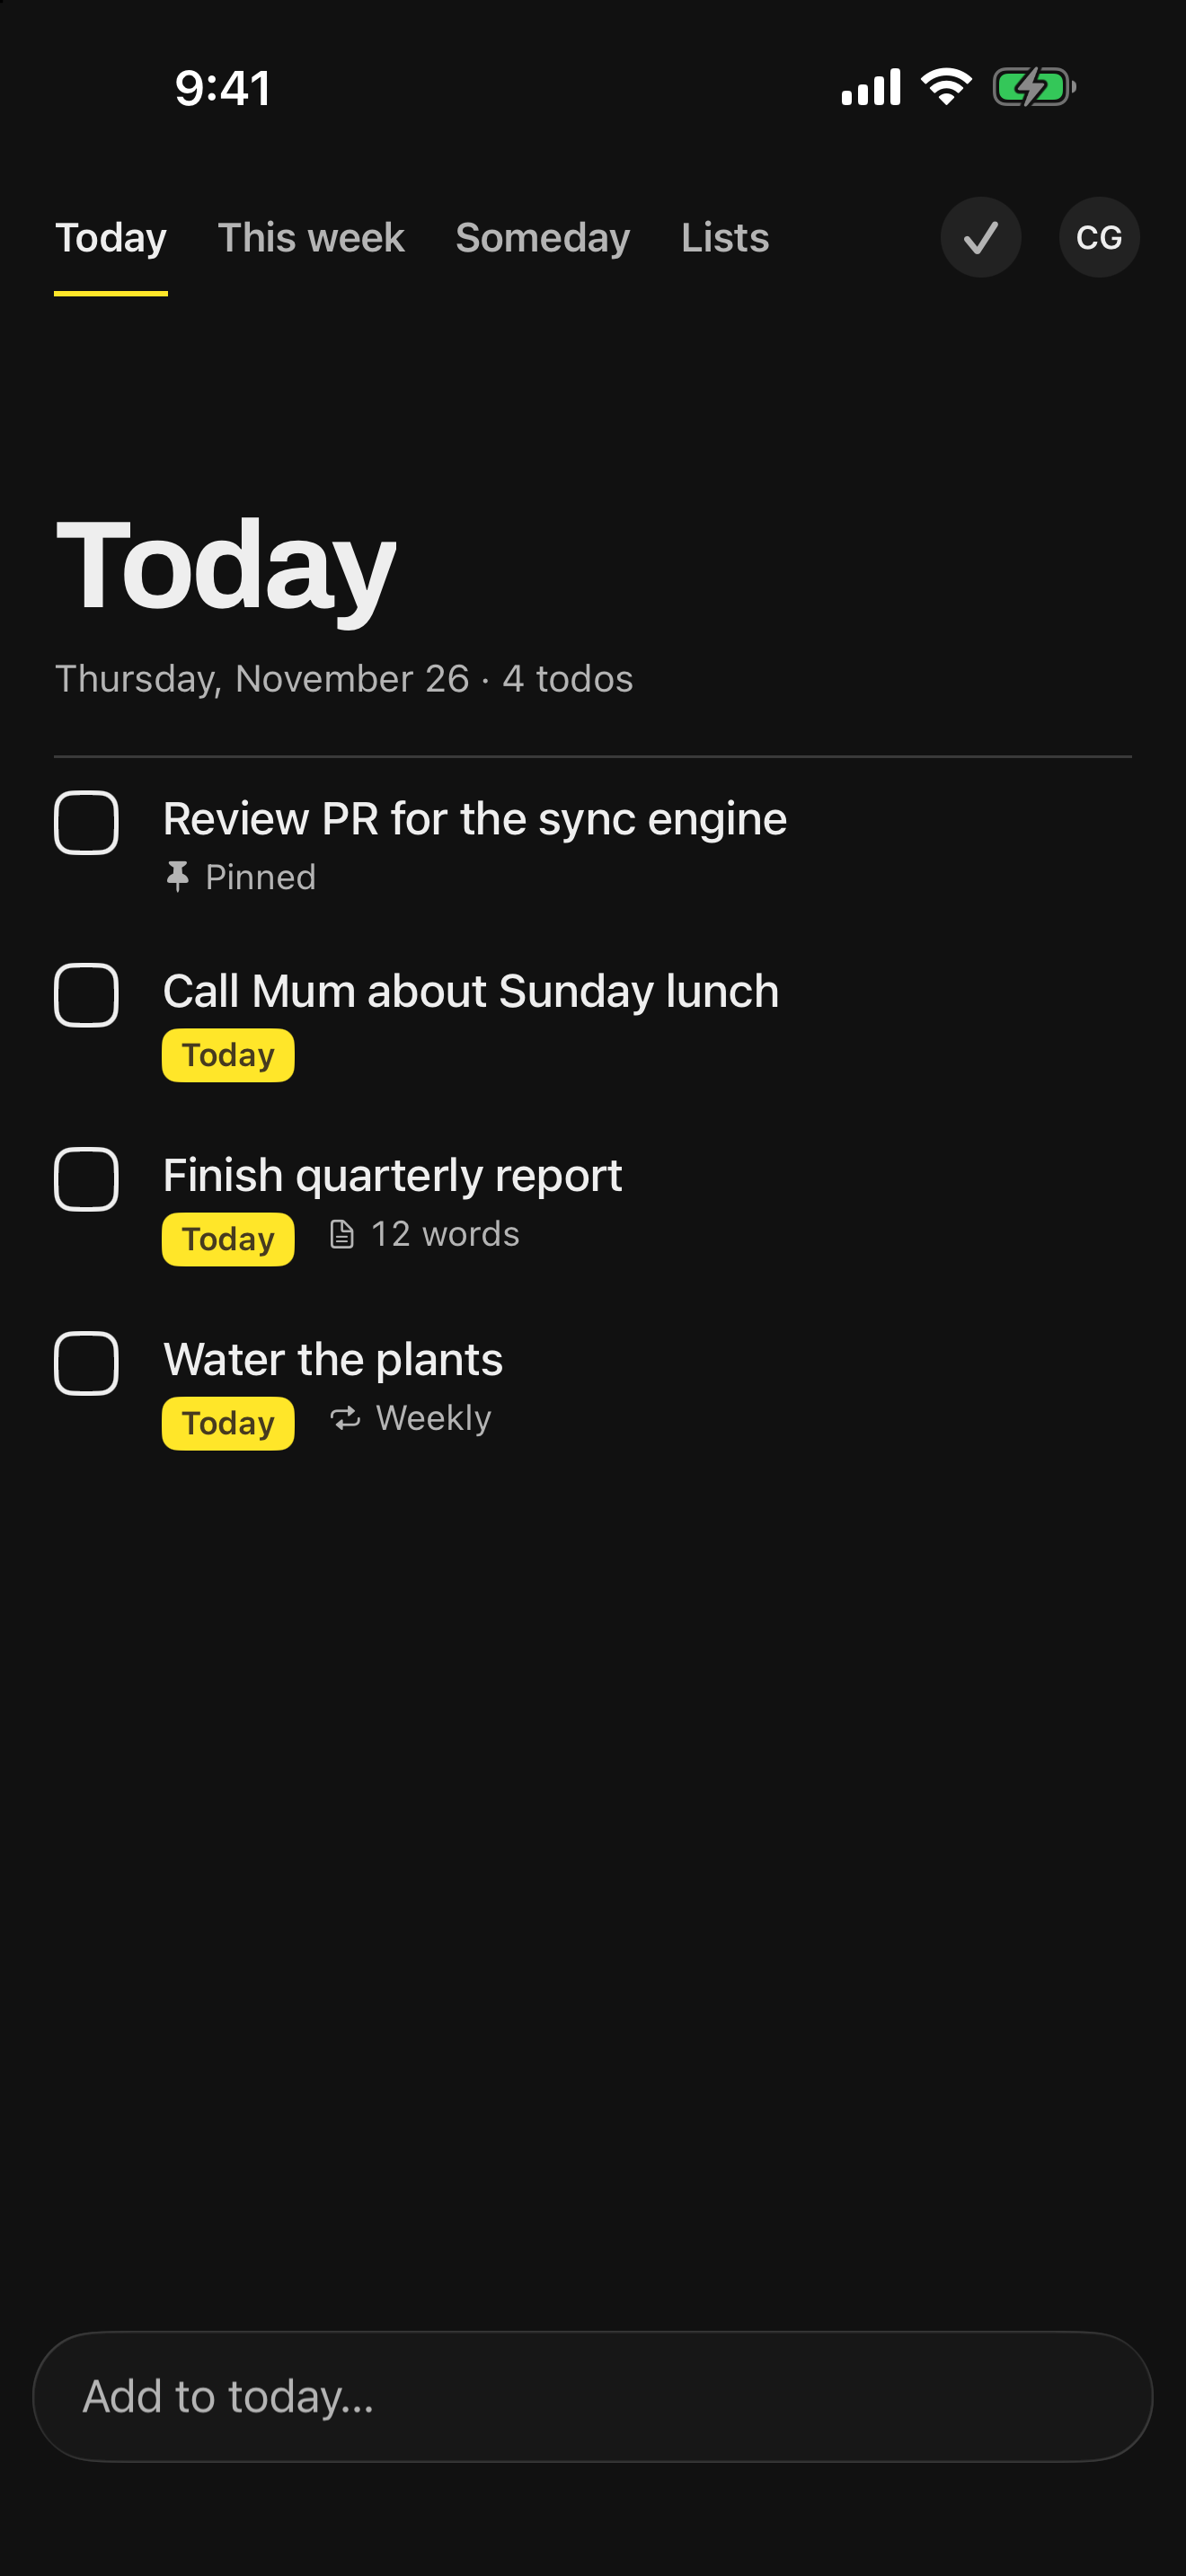 9:41
Today This week Someday Lists CG
Today
Thursday, November 26 · 4 todos
Review PR for the sync engine
Pinned
Call Mum about Sunday lunch
Today
Finish quarterly report
Today 12 words
Water the plants
Today Weekly
Add to today...